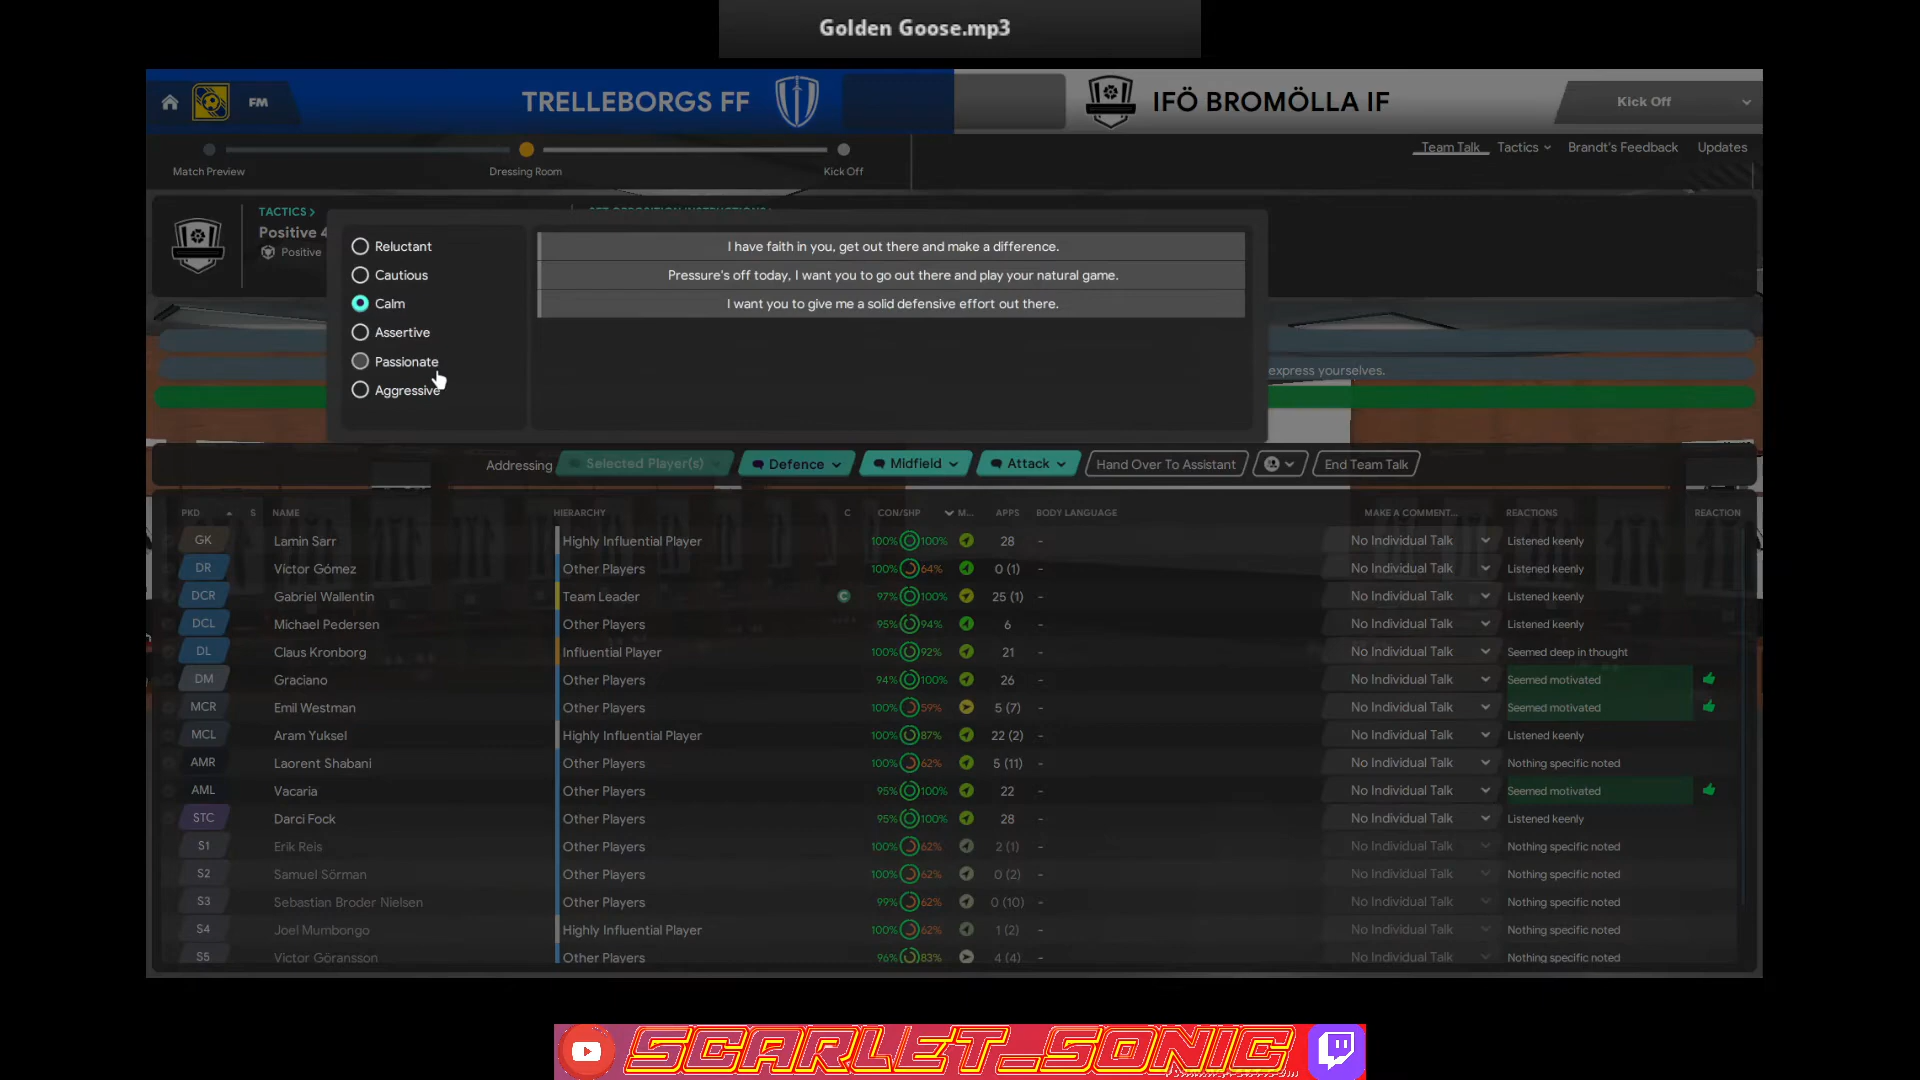 Golden Goose.mp3
FM
TRELLEBORGS FF
IFÖ BROMÖLLA IF
Kick Off
Match Preview
Dressing Room
Kick Off
Team Talk
Tactics
Brandt's Feedback
Updates
TACTICS >
Positive 4
Positive
Reluctant
Cautious
Calm
Assertive
Passionate
Aggressive
I have faith in you, get out there and make a difference.
Pressure's off today, I want you to go out there and play your natural game.
I want you to give me a solid defensive effort out there.
express yourselves.
Addressing
Selected Player(s)
Defence
Midfield
Attack
Hand Over To Assistant
End Team Talk
PKD S NAME HIERARCHY C CON/SHP M... APPS BODY LANGUAGE MAKE A COMMENT... REACTIONS REACTION
GK Lamin Sarr Highly Influential Player 100% 100% 28 - No Individual Talk Listened keenly
DR Víctor Gómez Other Players 100% 64% 0 (1) - No Individual Talk Listened keenly
DCR Gabriel Wallentin Team Leader C 97% 100% 25 (1) - No Individual Talk Listened keenly
DCL Michael Pedersen Other Players 95% 94% 6 - No Individual Talk Listened keenly
DL Claus Kronborg Influential Player 100% 92% 21 - No Individual Talk Seemed deep in thought
DM Graciano Other Players 94% 100% 26 - No Individual Talk Seemed motivated
MCR Emil Westman Other Players 100% 59% 5 (7) - No Individual Talk Seemed motivated
MCL Aram Yuksel Highly Influential Player 100% 87% 22 (2) - No Individual Talk Listened keenly
AMR Laorent Shabani Other Players 100% 62% 5 (11) - No Individual Talk Nothing specific noted
AML Vacaria Other Players 95% 100% 22 - No Individual Talk Seemed motivated
STC Darci Fock Other Players 95% 100% 28 - No Individual Talk Listened keenly
S1 Erik Reis Other Players 100% 62% 2 (1) - No Individual Talk Nothing specific noted
S2 Samuel Sörman Other Players 100% 62% 0 (2) - No Individual Talk Nothing specific noted
S3 Sebastian Broder Nielsen Other Players 99% 62% 0 (10) - No Individual Talk Nothing specific noted
S4 Joel Mumbongo Highly Influential Player 100% 62% 1 (2) - No Individual Talk Nothing specific noted
S5 Victor Göransson Other Players 96% 83% 4 (4) - No Individual Talk Nothing specific noted
SCARLET_SONIC